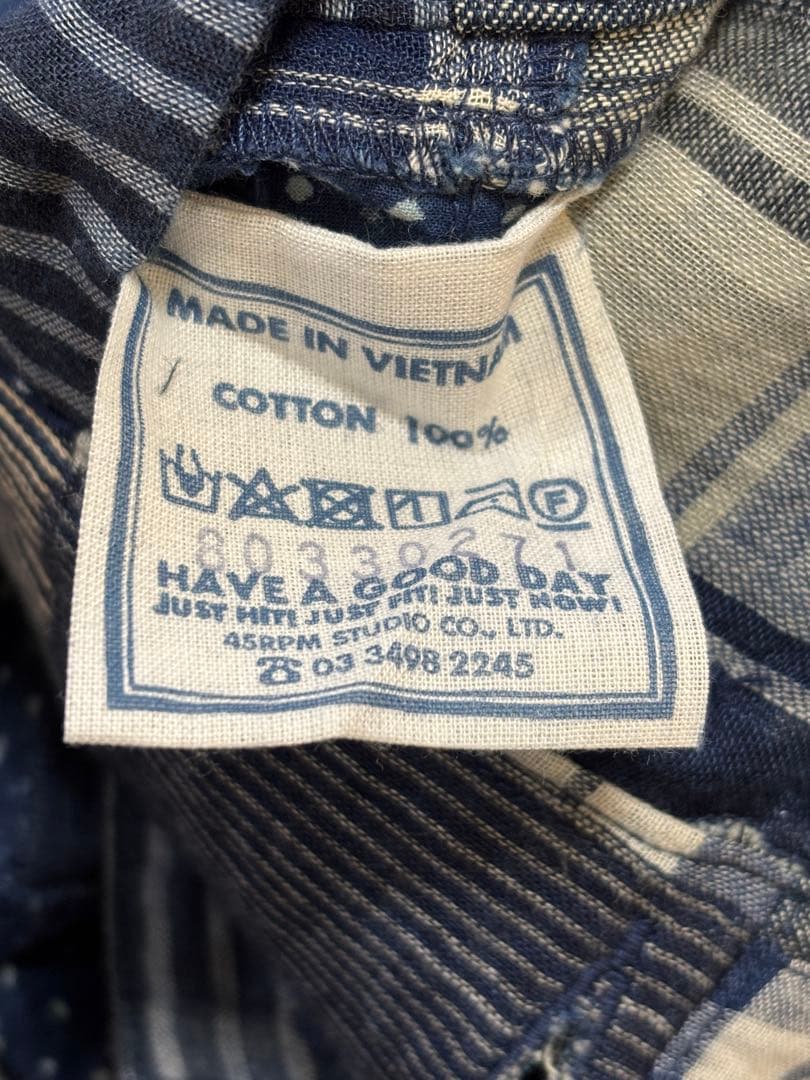 MADE IN VIETNAM
COTTON 100%
F
HAVE A GOOD DAY
JUST HIT! JUST FIT! JUST NOW!
45RPM STUDIO CO., LTD.
☎ 03 3498 2245